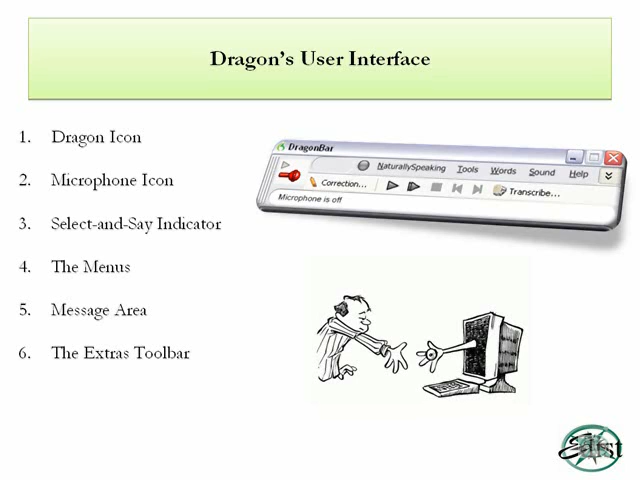 Dragon's User Interface
1. Dragon Icon
2. Microphone Icon
3. Select-and-Say Indicator
4. The Menus
5. Message Area
6. The Extras Toolbar
DragonBar
NaturallySpeaking Tools Words Sound Help
Correction... Transcribe...
Microphone is off